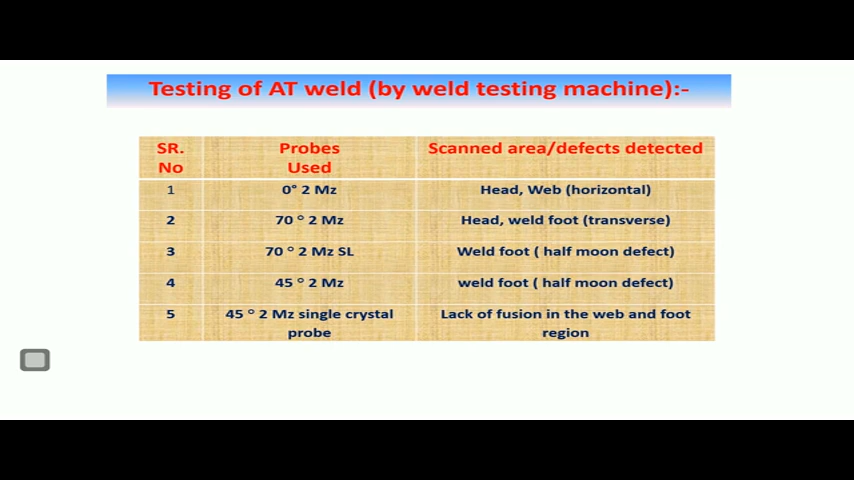 Testing of AT weld (by weld testing machine):-
SR. No Probes Used Scanned area/defects detected
1 0° 2 Mz Head, Web (horizontal)
2 70 ° 2 Mz Head, weld foot (transverse)
3 70 ° 2 Mz SL Weld foot ( half moon defect)
4 45 ° 2 Mz weld foot ( half moon defect)
5 45 ° 2 Mz single crystal probe Lack of fusion in the web and foot region